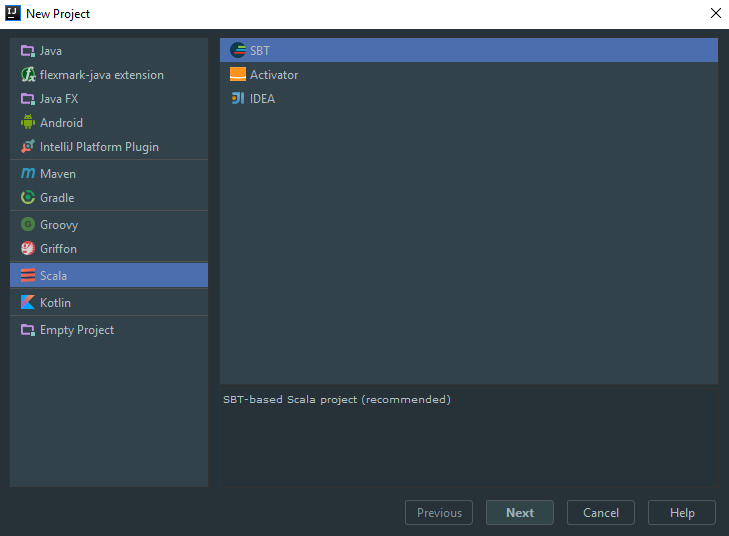 New Project
Java
flexmark-java extension
Java FX
Android
IntelliJ Platform Plugin
Maven
Gradle
Groovy
Griffon
Scala
Kotlin
Empty Project
SBT
Activator
IDEA
SBT-based Scala project (recommended)
Previous
Next
Cancel
Help